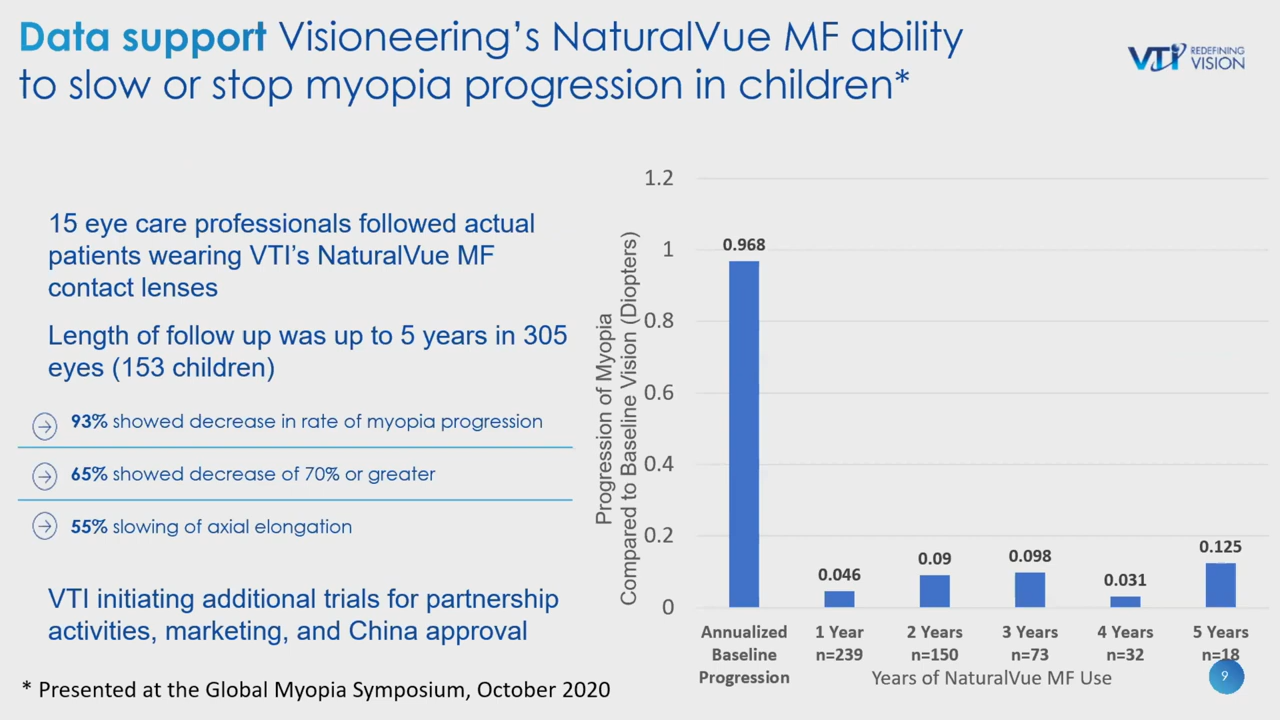 Data support Visioneering's NaturalVue MF ability
to slow or stop myopia progression in children*
VTI REDEFINING
VISION
15 eye care professionals followed actual
patients wearing VTI's NaturalVue MF
contact lenses
Length of follow up was up to 5 years in 305
eyes (153 children)
93% showed decrease in rate of myopia progression
65% showed decrease of 70% or greater
55% slowing of axial elongation
VTI initiating additional trials for partnership
activities, marketing, and China approval
* Presented at the Global Myopia Symposium, October 2020
Progression of Myopia
Compared to Baseline Vision (Diopters)
1.2
1
0.8
0.6
0.4
0.2
0
0.968
0.046
0.09
0.098
0.031
0.125
Annualized
Baseline
Progression
1 Year
n=239
2 Years
n=150
3 Years
n=73
4 Years
n=32
5 Years
n=18
Years of NaturalVue MF Use
9